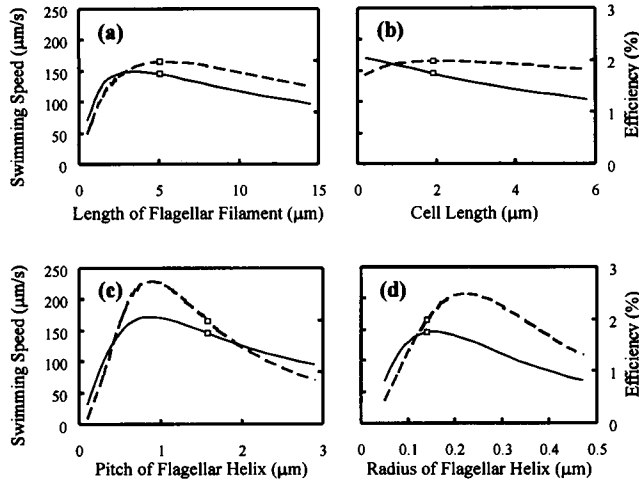 (a)
(b)
Swimming Speed (µm/s)
250
200
150
100
50
0
3
2
1
0
Efficiency (%)
0 5 10 15
0 2 4 6
Length of Flagellar Filament (µm)
Cell Length (µm)
(c)
(d)
Swimming Speed (µm/s)
250
200
150
100
50
0
3
2
1
0
Efficiency (%)
0 1 2 3
0 0.1 0.2 0.3 0.4 0.5
Pitch of Flagellar Helix (µm)
Radius of Flagellar Helix (µm)